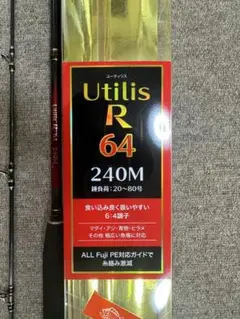 ユーティリス
Utilis
R
64
240M
錘負荷:20〜80号
食い込み良く扱いやすい
6:4調子
マダイ・アジ・青物・ヒラメ
その他 幅広い魚種に対応
ALL Fuji PE対応ガイドで
糸絡み激減